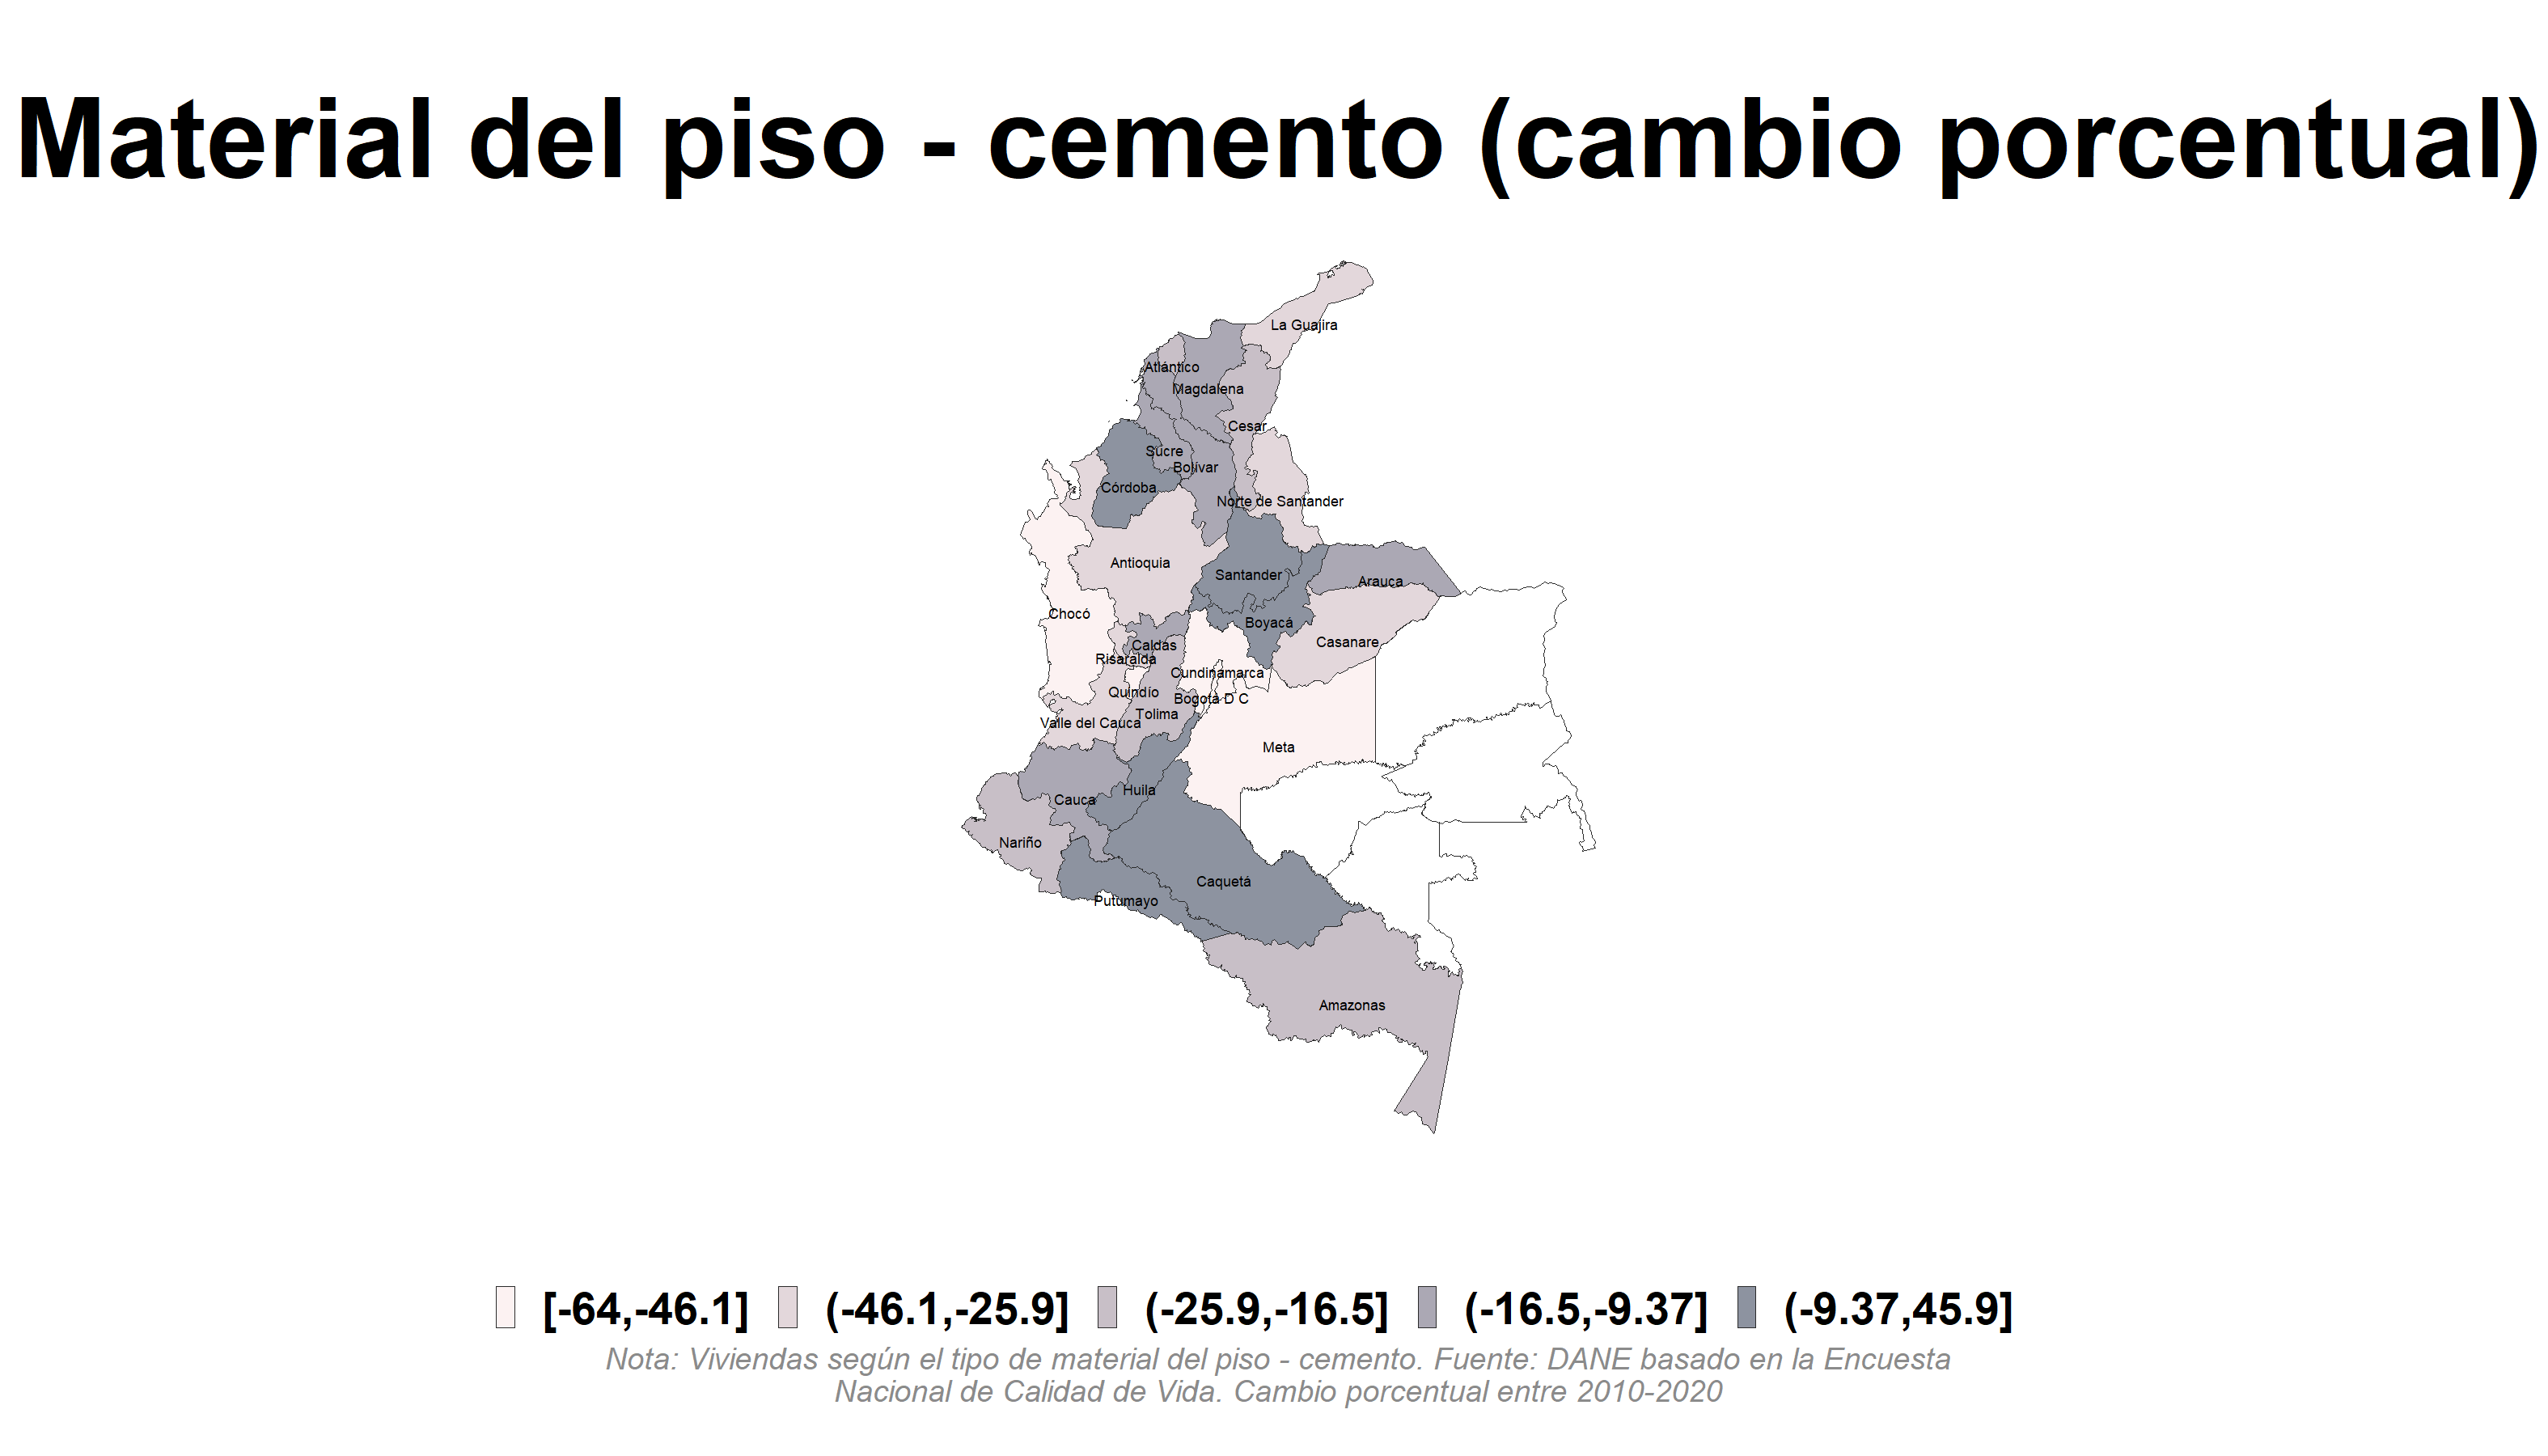 Material del piso - cemento (cambio porcentual)
La Guajira
Atlántico
Magdalena
Cesar
Sucre
Bolívar
Córdoba
Norte de Santander
Antioquia
Santander
Arauca
Chocó
Boyacá
Casanare
Caldas
Risaralda
Cundinamarca
Quindío
Bogotá D C
Tolima
Valle del Cauca
Meta
Huila
Cauca
Nariño
Caquetá
Putumayo
Amazonas
[-64,-46.1] (-46.1,-25.9] (-25.9,-16.5] (-16.5,-9.37] (-9.37,45.9]
Nota: Viviendas según el tipo de material del piso - cemento. Fuente: DANE basado en la Encuesta
Nacional de Calidad de Vida. Cambio porcentual entre 2010-2020